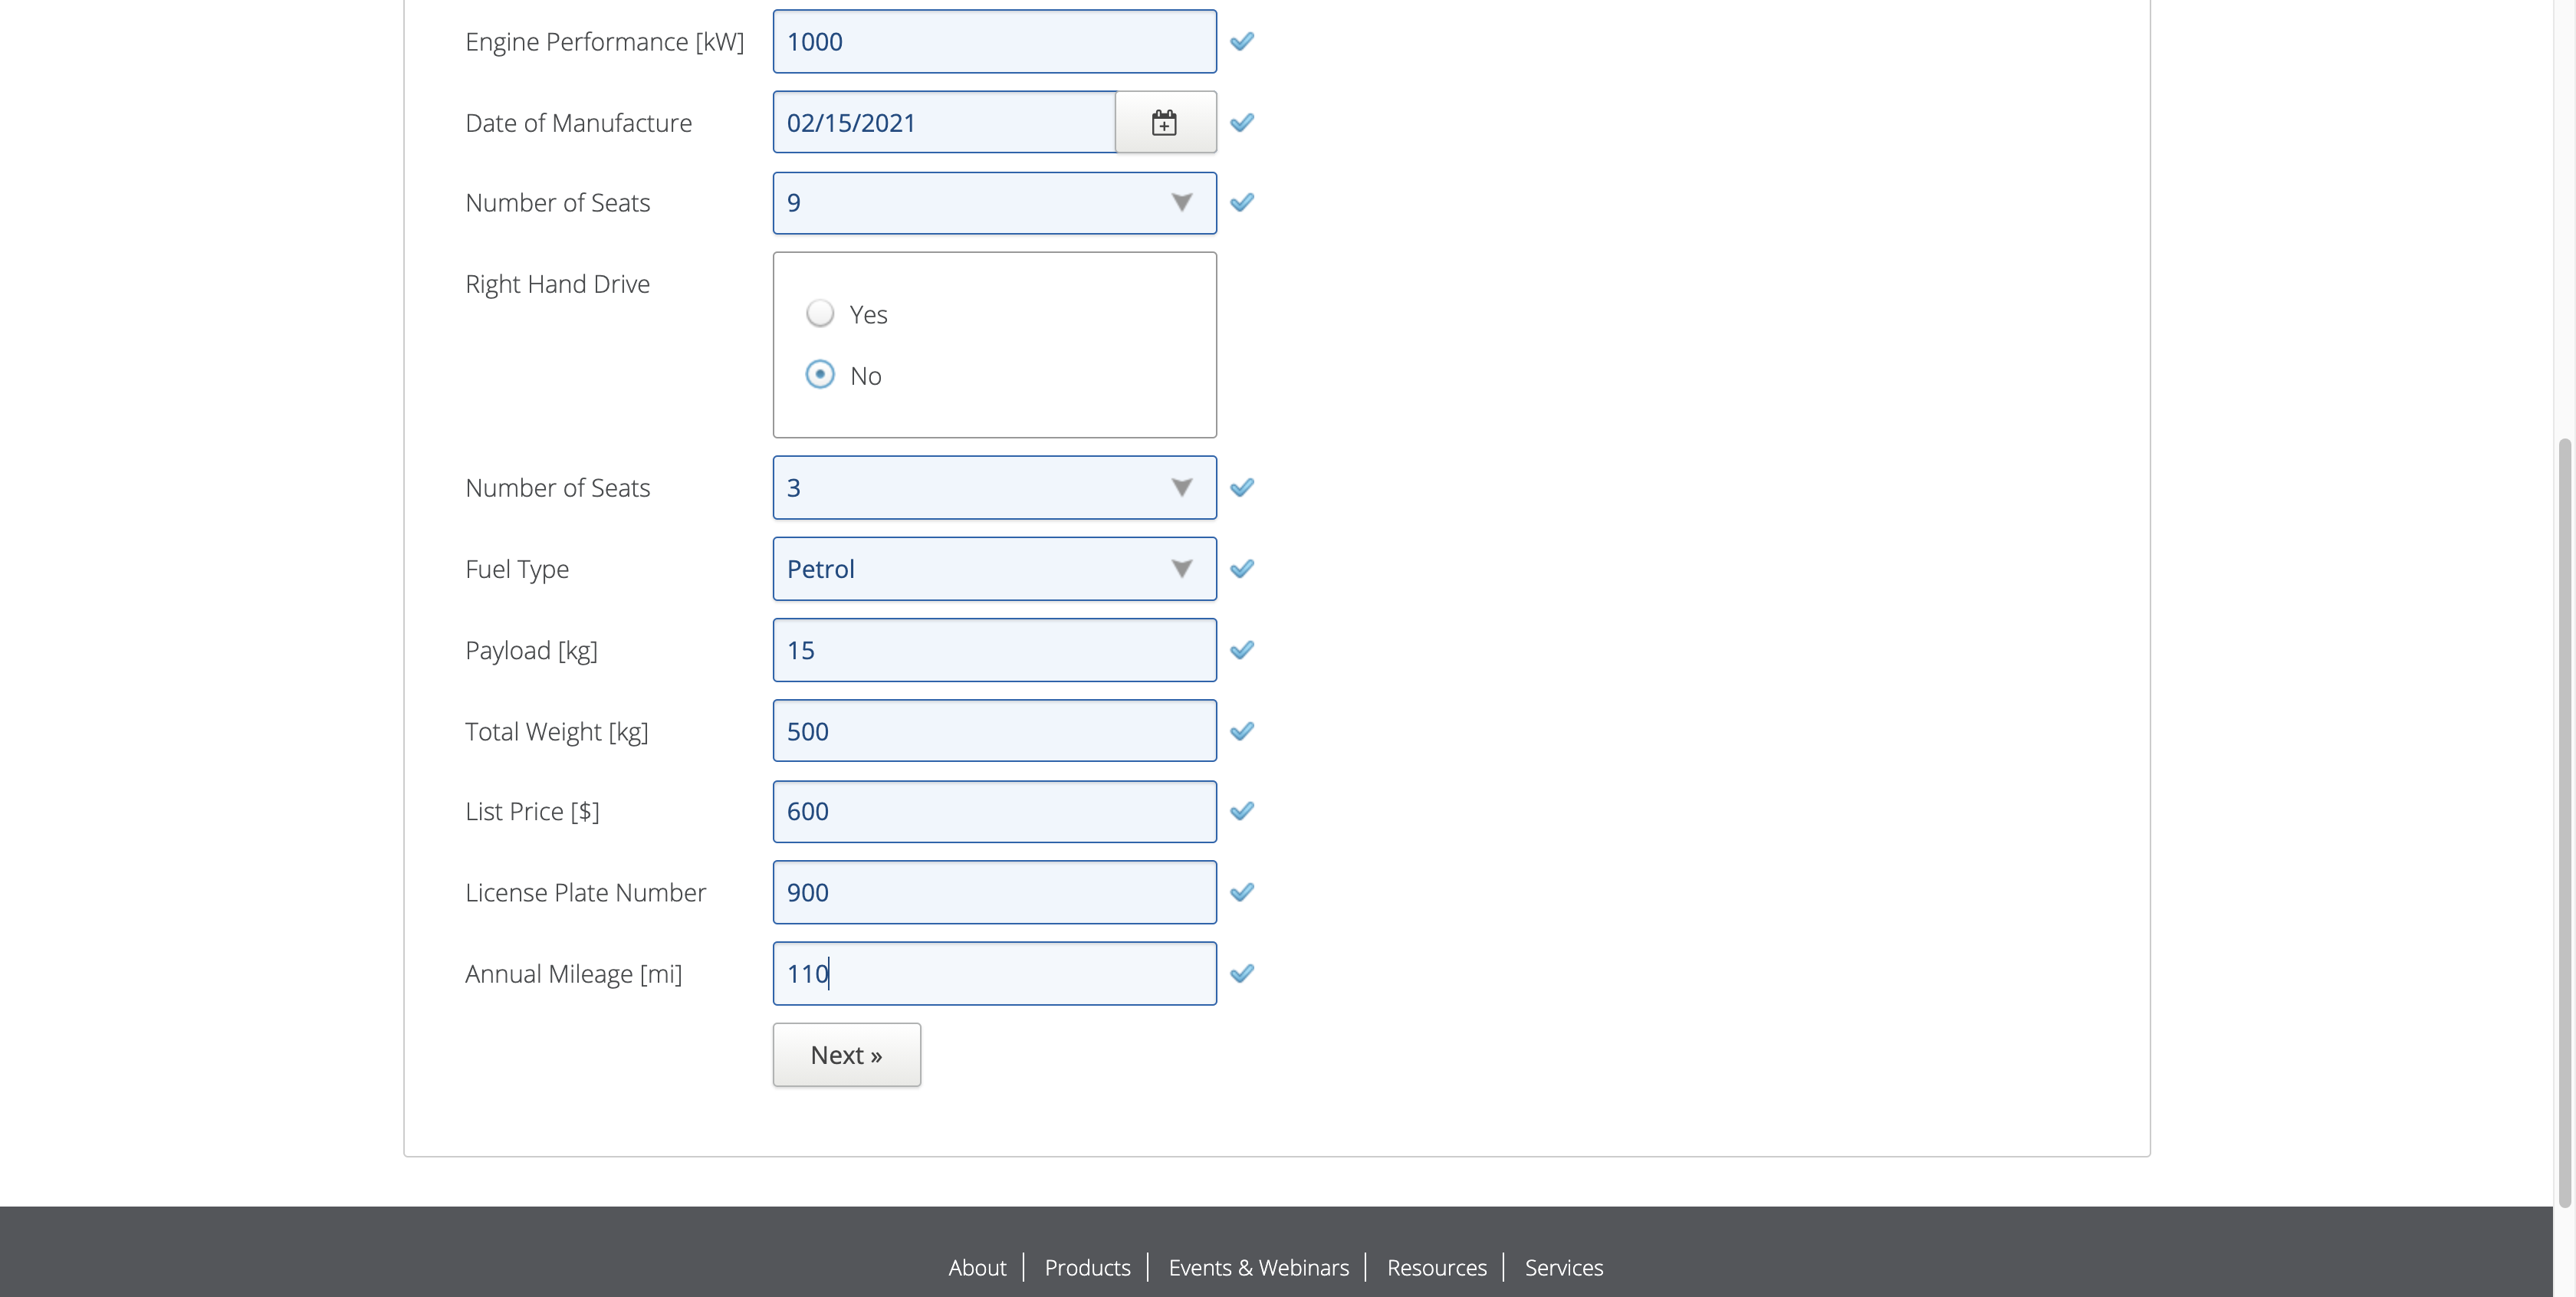 Engine Performance [kW] 1000
Date of Manufacture 02/15/2021
Number of Seats 9
Right Hand Drive
Yes
No
Number of Seats 3
Fuel Type Petrol
Payload [kg] 15
Total Weight [kg] 500
List Price [$] 600
License Plate Number 900
Annual Mileage [mi] 110
Next »
About | Products | Events & Webinars | Resources | Services